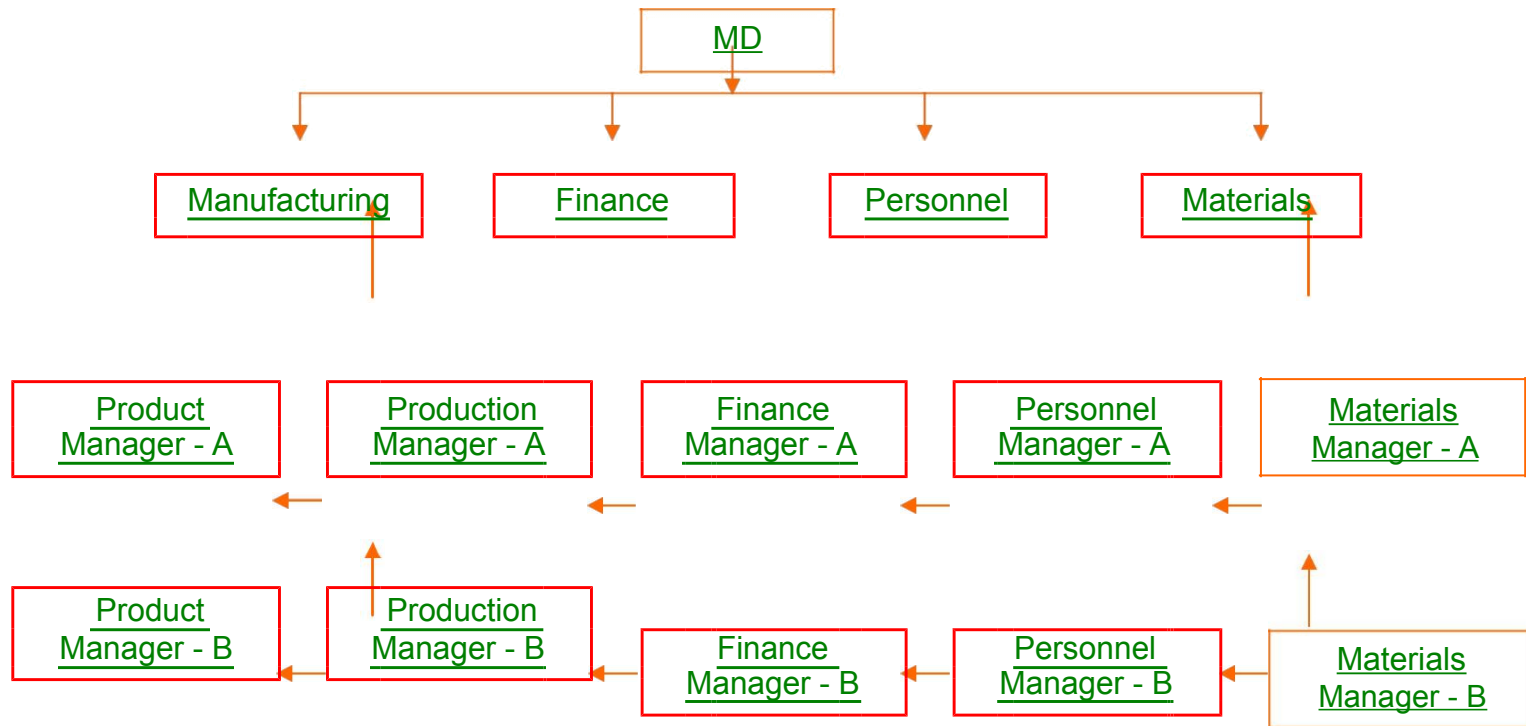 MD
Manufacturing
Finance
Personnel
Materials
Product
Manager - A
Production
Manager - A
Finance
Manager - A
Personnel
Manager - A
Materials
Manager - A
Product
Manager - B
Production
Manager - B
Finance
Manager - B
Personnel
Manager - B
Materials
Manager - B